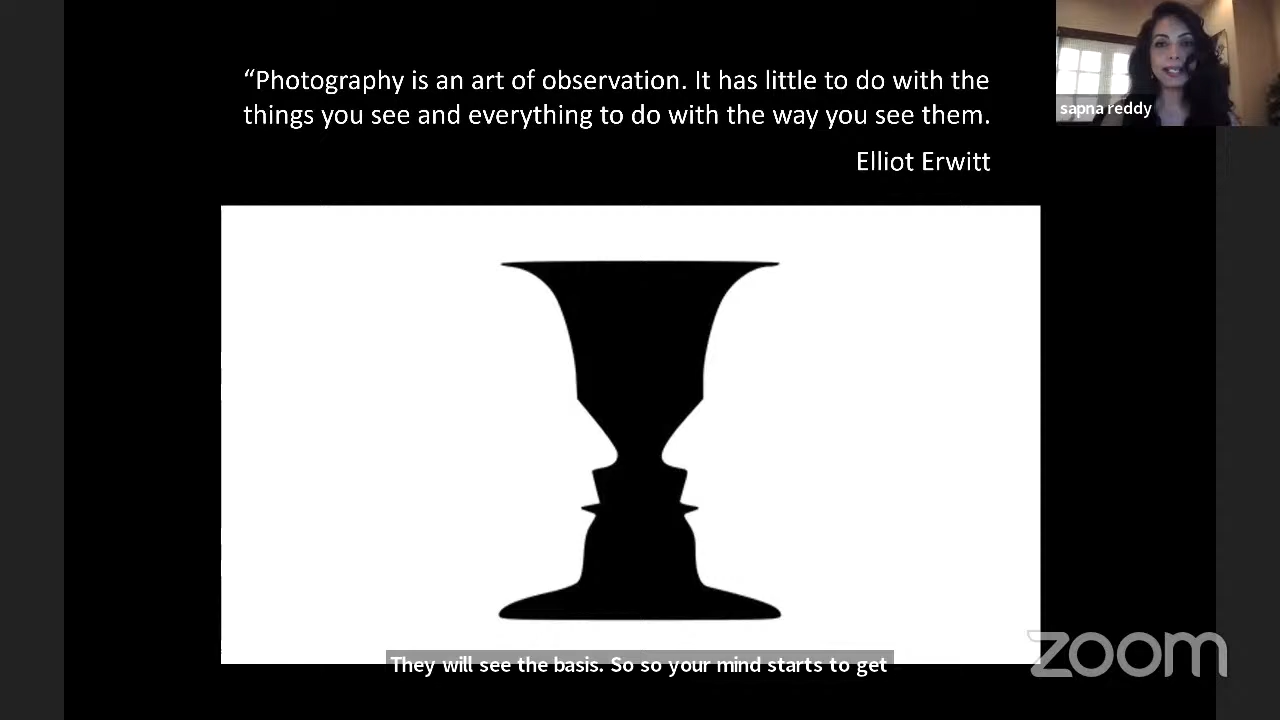 “Photography is an art of observation. It has little to do with the
things you see and everything to do with the way you see them.
Elliot Erwitt
sapna reddy
They will see the basis. So so your mind starts to get
zoom